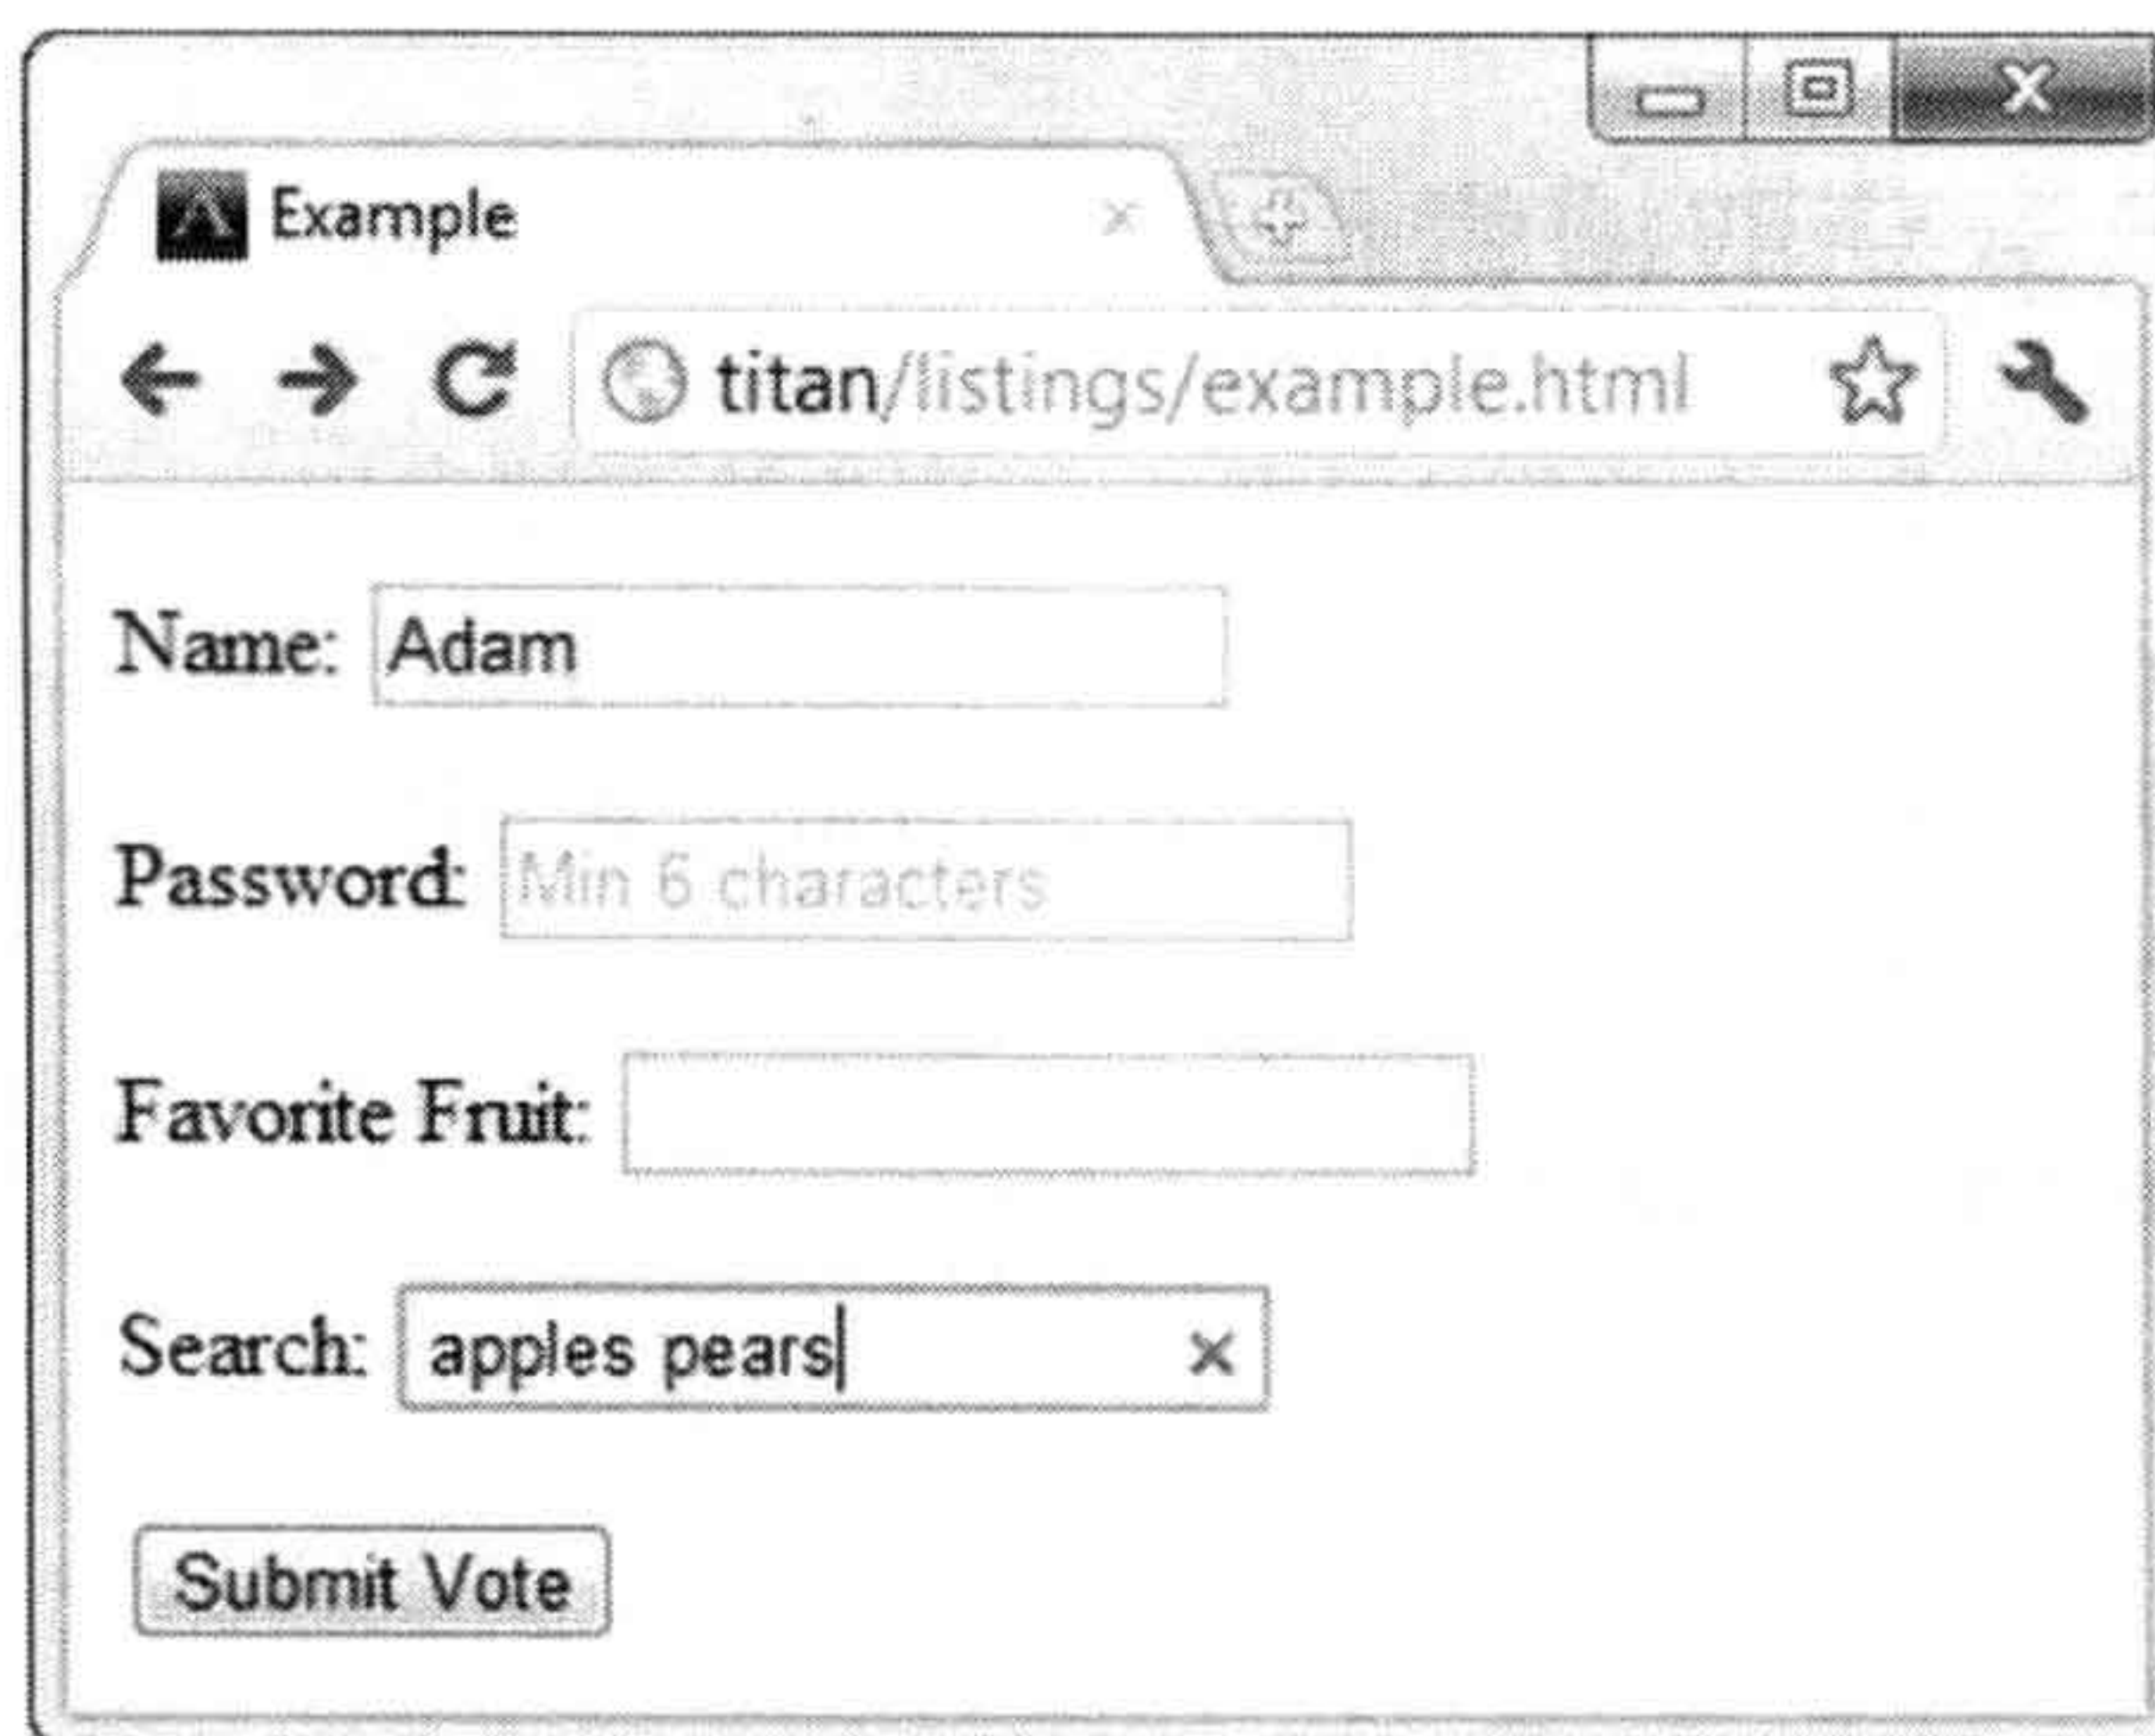 Example
titan/listings/example.html
Name: Adam
Password: Min 6 characters
Favorite Fruit:
Search: apples pears
Submit Vote